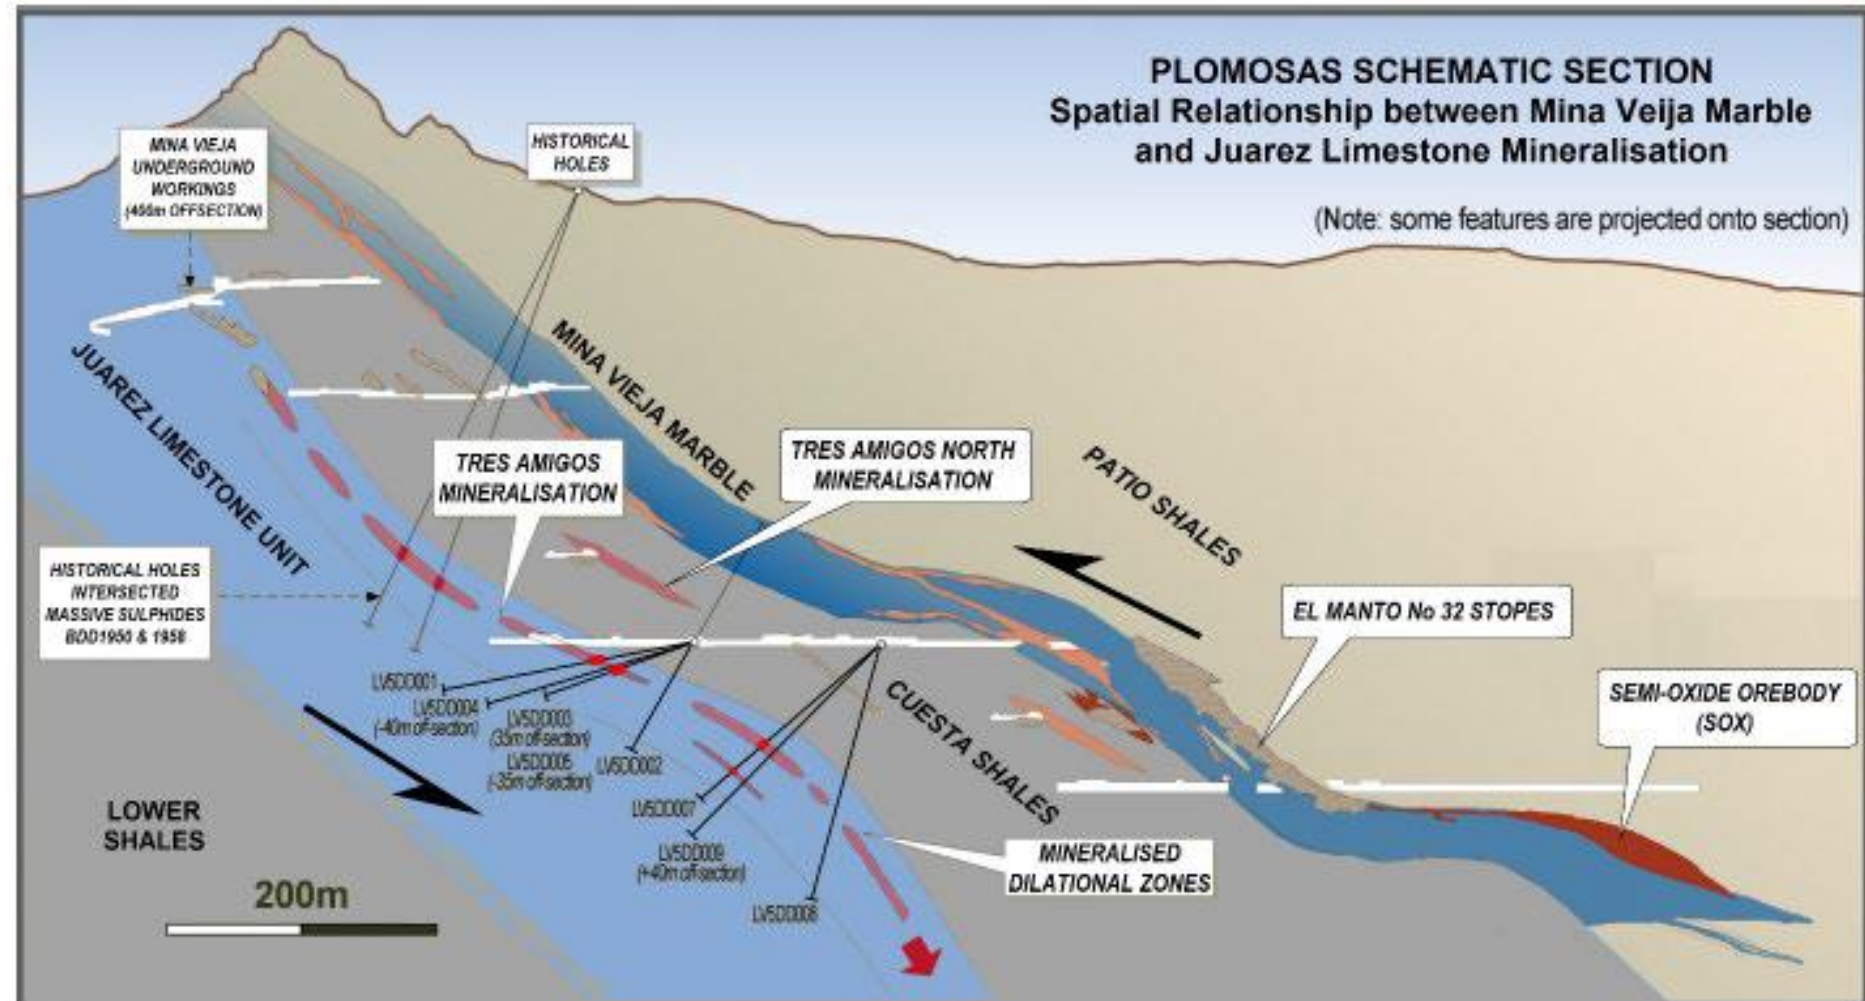 PLOMOSAS SCHEMATIC SECTION
Spatial Relationship between Mina Veija Marble
and Juarez Limestone Mineralisation
(Note: some features are projected onto section)
MINA VIEJA
UNDERGROUND
WORKINGS
OFFSECTION)
HISTORICAL
HOLES
MINA VIEJA MARBLE
JUAREZ LIMESTONE UNIT
TRES AMIGOS
MINERALISATION
TRES AMIGOS NORTH
MINERALISATION
PATIO SHALES
HISTORICAL HOLES
INTERSECTED
MASSIVE SULPHIDES
BDD1950 & 1958
EL MANTO No 32 STOPES
SEMI-OXIDE OREBODY
(SOX)
CUESTA SHALES
LV5DD001
LV5DD004
(-40m off-section)
LV5DD003
(35m off-section)
LV5DD005
(-35m off-section)
LV5DD002
LV5DD007
LV5DD009
(+40m off-section)
LV5DD008
MINERALISED
DILATIONAL ZONES
LOWER
SHALES
200m